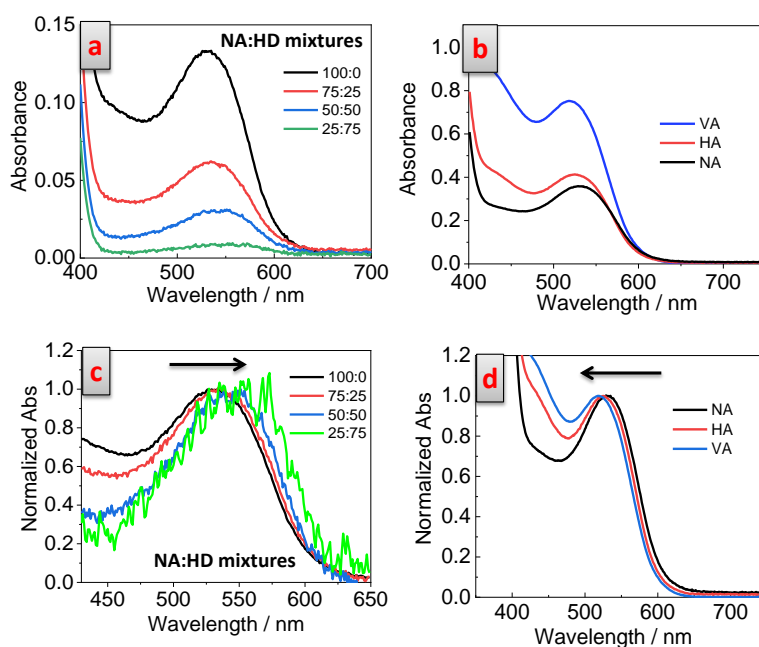 a
NA:HD mixtures
100:0
75:25
50:50
25:75
0.15
0.10
0.05
0.00
400 500 600 700
Absorbance
Wavelength / nm
b
VA
HA
NA
1.0
0.8
0.6
0.4
0.2
0.0
400 500 600 700
Absorbance
Wavelength / nm
c
100:0
75:25
50:50
25:75
NA:HD mixtures
1.2
1.0
0.8
0.6
0.4
0.2
0.0
450 500 550 600 650
Normalized Abs
Wavelength / nm
d
NA
HA
VA
1.2
1.0
0.8
0.6
0.4
0.2
0.0
400 500 600 700
Normalized Abs
Wavelength / nm